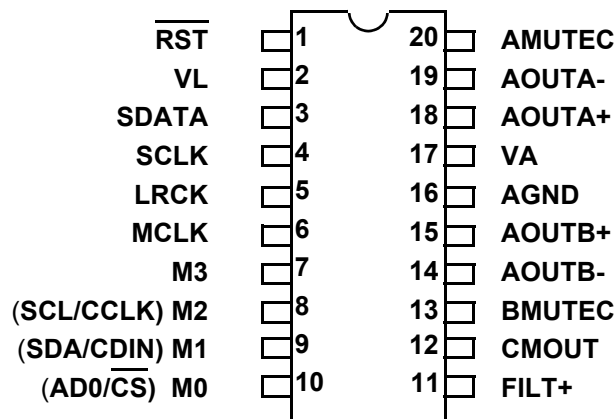 RST 1 20 AMUTEC
VL 2 19 AOUTA-
SDATA 3 18 AOUTA+
SCLK 4 17 VA
LRCK 5 16 AGND
MCLK 6 15 AOUTB+
M3 7 14 AOUTB-
(SCL/CCLK) M2 8 13 BMUTEC
(SDA/CDIN) M1 9 12 CMOUT
(AD0/CS) M0 10 11 FILT+